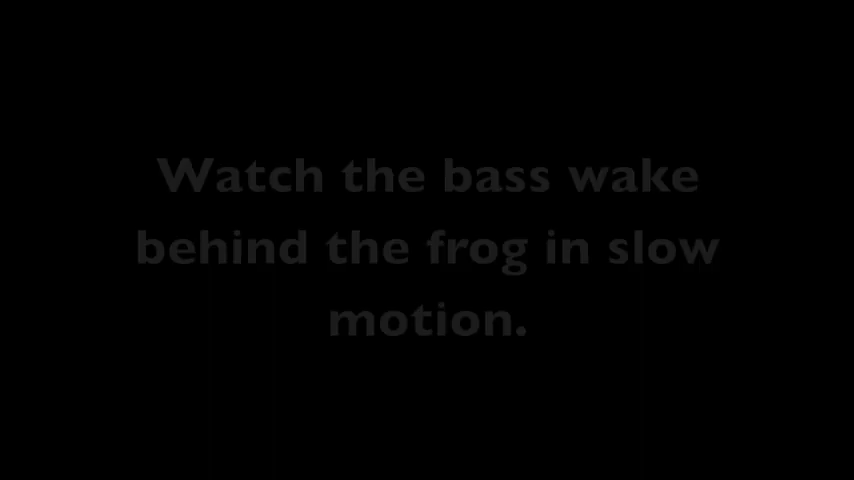 Watch the bass wake
behind the frog in slow
motion.